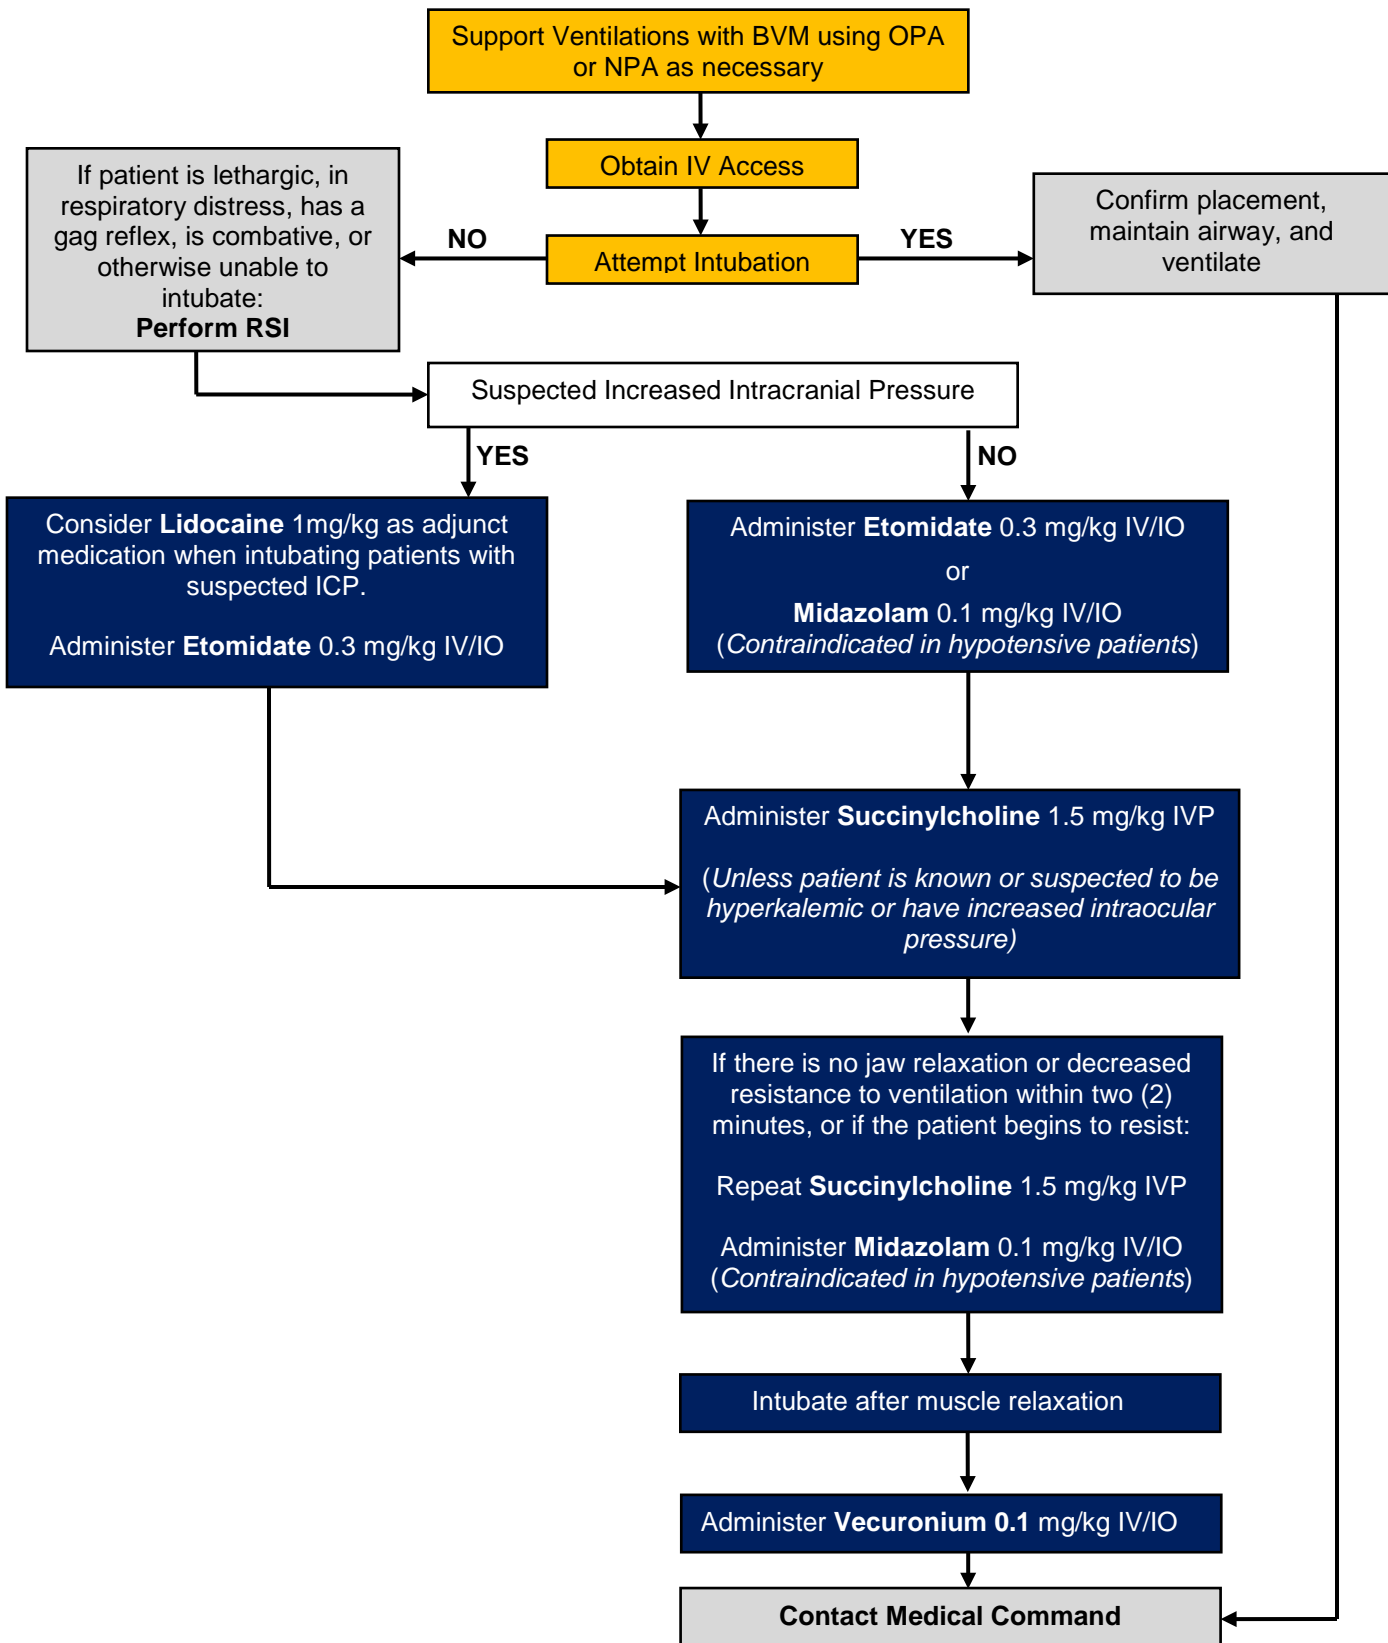 Support Ventilations with BVM using OPA
or NPA as necessary
Obtain IV Access
If patient is lethargic, in
respiratory distress, has a
gag reflex, is combative, or
otherwise unable to
intubate:
Perform RSI
NO
Attempt Intubation
YES
Confirm placement,
maintain airway, and
ventilate
Suspected Increased Intracranial Pressure
YES
NO
Consider Lidocaine 1mg/kg as adjunct
medication when intubating patients with
suspected ICP.
Administer Etomidate 0.3 mg/kg IV/IO
Administer Etomidate 0.3 mg/kg IV/IO
or
Midazolam 0.1 mg/kg IV/IO
(Contraindicated in hypotensive patients)
Administer Succinylcholine 1.5 mg/kg IVP
(Unless patient is known or suspected to be
hyperkalemic or have increased intraocular
pressure)
If there is no jaw relaxation or decreased
resistance to ventilation within two (2)
minutes, or if the patient begins to resist:
Repeat Succinylcholine 1.5 mg/kg IVP
Administer Midazolam 0.1 mg/kg IV/IO
(Contraindicated in hypotensive patients)
Intubate after muscle relaxation
Administer Vecuronium 0.1 mg/kg IV/IO
Contact Medical Command